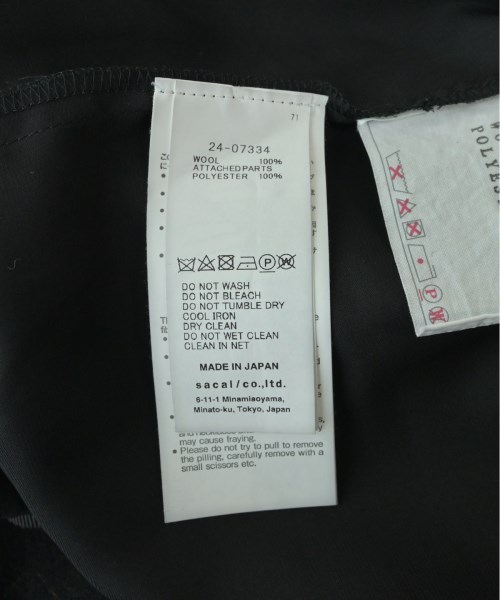 71
24-07334
WOOL 100%
ATTACHED PARTS
POLYESTER 100%
P W
DO NOT WASH
DO NOT BLEACH
DO NOT TUMBLE DRY
COOL IRON
DRY CLEAN
DO NOT WET CLEAN
CLEAN IN NET
MADE IN JAPAN
sacai/co.,ltd.
5-11-1 Minamiaoyama,
Minato-ku, Tokyo, Japan
may cause fraying.
• Please do not try to pull to remove
the pilling, carefully remove with a
small scissors etc.
POLYES
P W